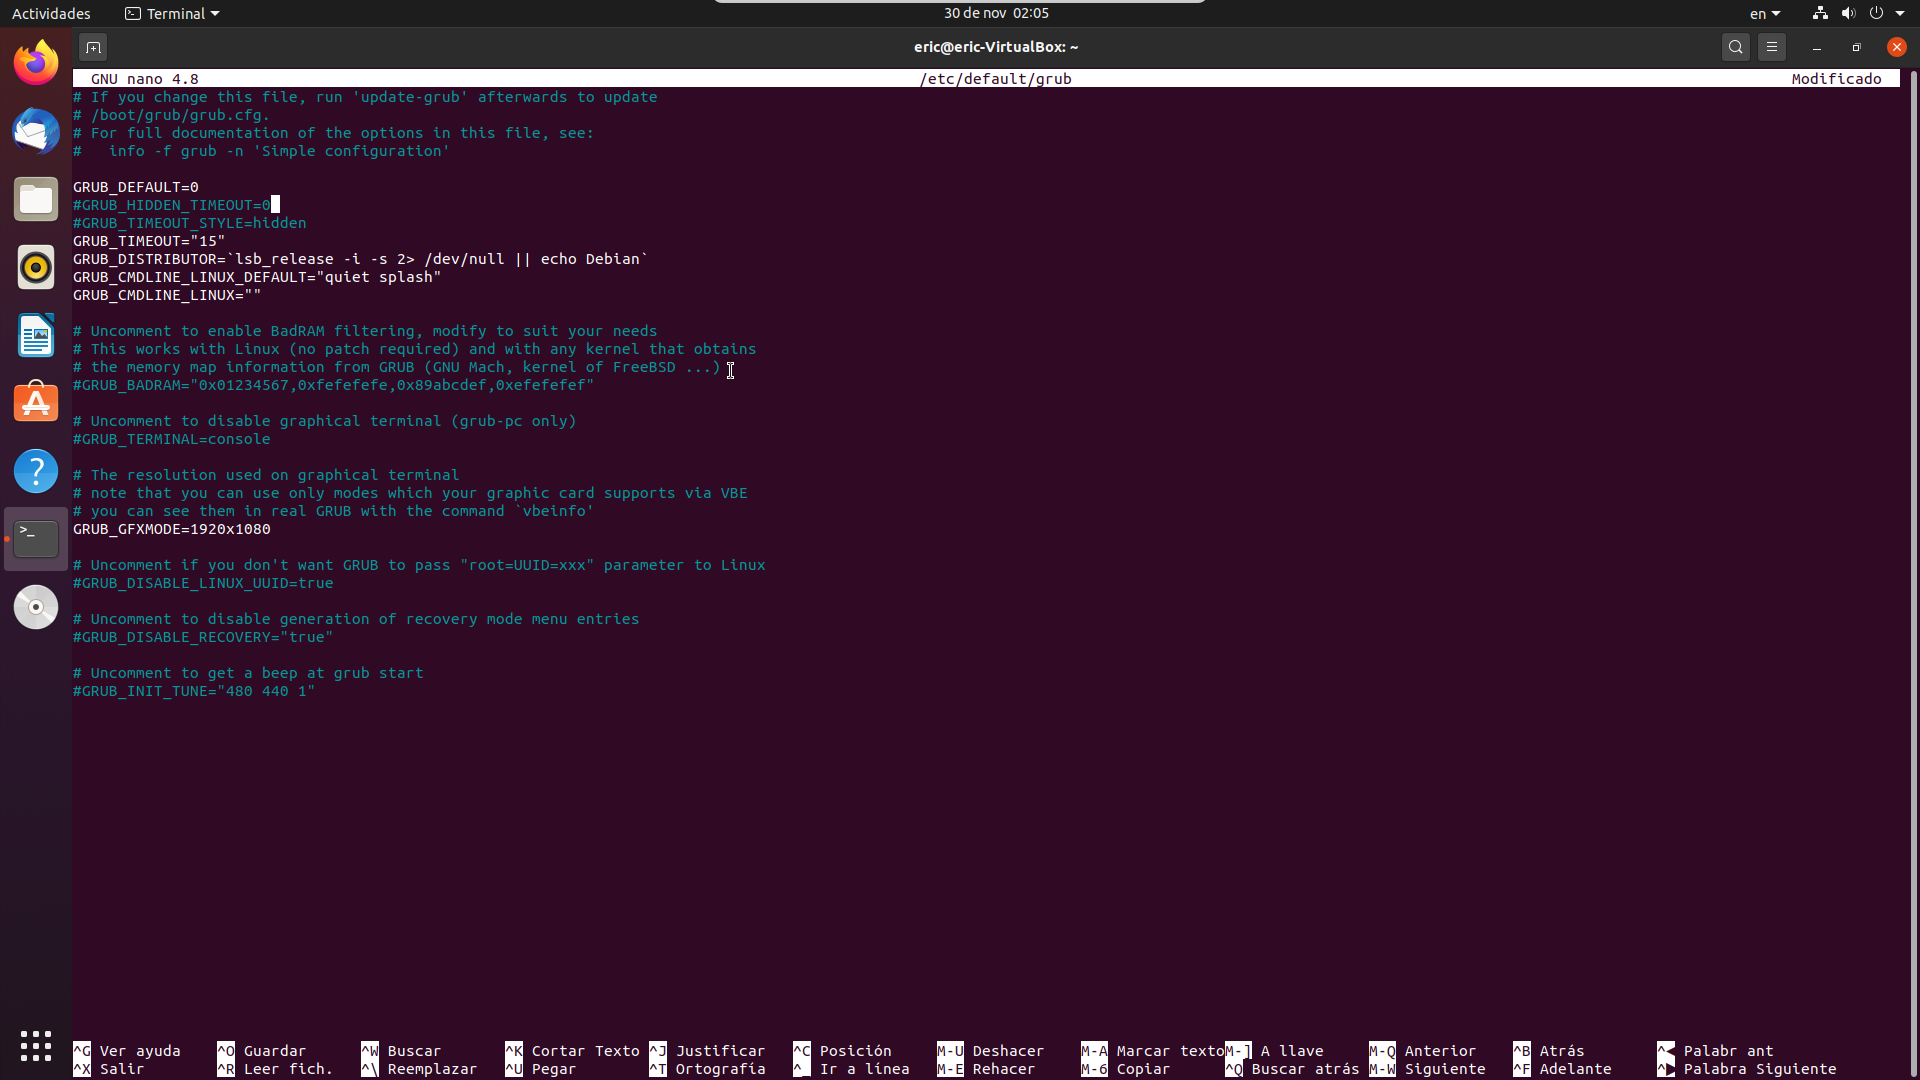 Actividades Terminal 30 de nov 02:05 en
eric@eric-VirtualBox: ~
GNU nano 4.8 /etc/default/grub Modificado
# If you change this file, run 'update-grub' afterwards to update
# /boot/grub/grub.cfg.
# For full documentation of the options in this file, see:
#   info -f grub -n 'Simple configuration'
GRUB_DEFAULT=0
#GRUB_HIDDEN_TIMEOUT=0
#GRUB_TIMEOUT_STYLE=hidden
GRUB_TIMEOUT="15"
GRUB_DISTRIBUTOR=`lsb_release -i -s 2> /dev/null || echo Debian`
GRUB_CMDLINE_LINUX_DEFAULT="quiet splash"
GRUB_CMDLINE_LINUX=""
# Uncomment to enable BadRAM filtering, modify to suit your needs
# This works with Linux (no patch required) and with any kernel that obtains
# the memory map information from GRUB (GNU Mach, kernel of FreeBSD ...)
#GRUB_BADRAM="0x01234567,0xfefefefe,0x89abcdef,0xefefefef"
# Uncomment to disable graphical terminal (grub-pc only)
#GRUB_TERMINAL=console
# The resolution used on graphical terminal
# note that you can use only modes which your graphic card supports via VBE
# you can see them in real GRUB with the command `vbeinfo'
GRUB_GFXMODE=1920x1080
# Uncomment if you don't want GRUB to pass "root=UUID=xxx" parameter to Linux
#GRUB_DISABLE_LINUX_UUID=true
# Uncomment to disable generation of recovery mode menu entries
#GRUB_DISABLE_RECOVERY="true"
# Uncomment to get a beep at grub start
#GRUB_INIT_TUNE="480 440 1"
^G Ver ayuda ^O Guardar ^W Buscar ^K Cortar Texto ^J Justificar ^C Posición M-U Deshacer M-A Marcar texto M-] A llave M-Q Anterior ^B Atrás ^◀ Palabr ant
^X Salir ^R Leer fich. ^\ Reemplazar ^U Pegar ^T Ortografía ^_ Ir a línea M-E Rehacer M-6 Copiar ^Q Buscar atrás M-W Siguiente ^F Adelante ^▶ Palabra Siguiente